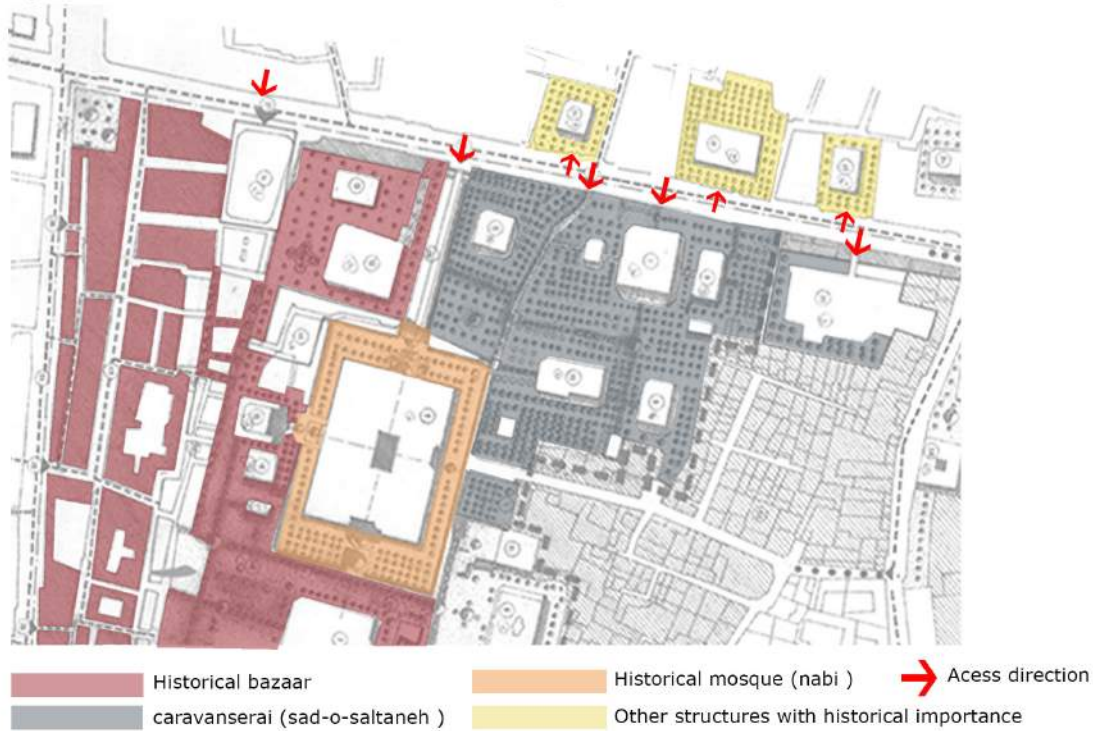 Historical bazaar
Historical mosque (nabi )
Acess direction
caravanserai (sad-o-saltaneh )
Other structures with historical importance